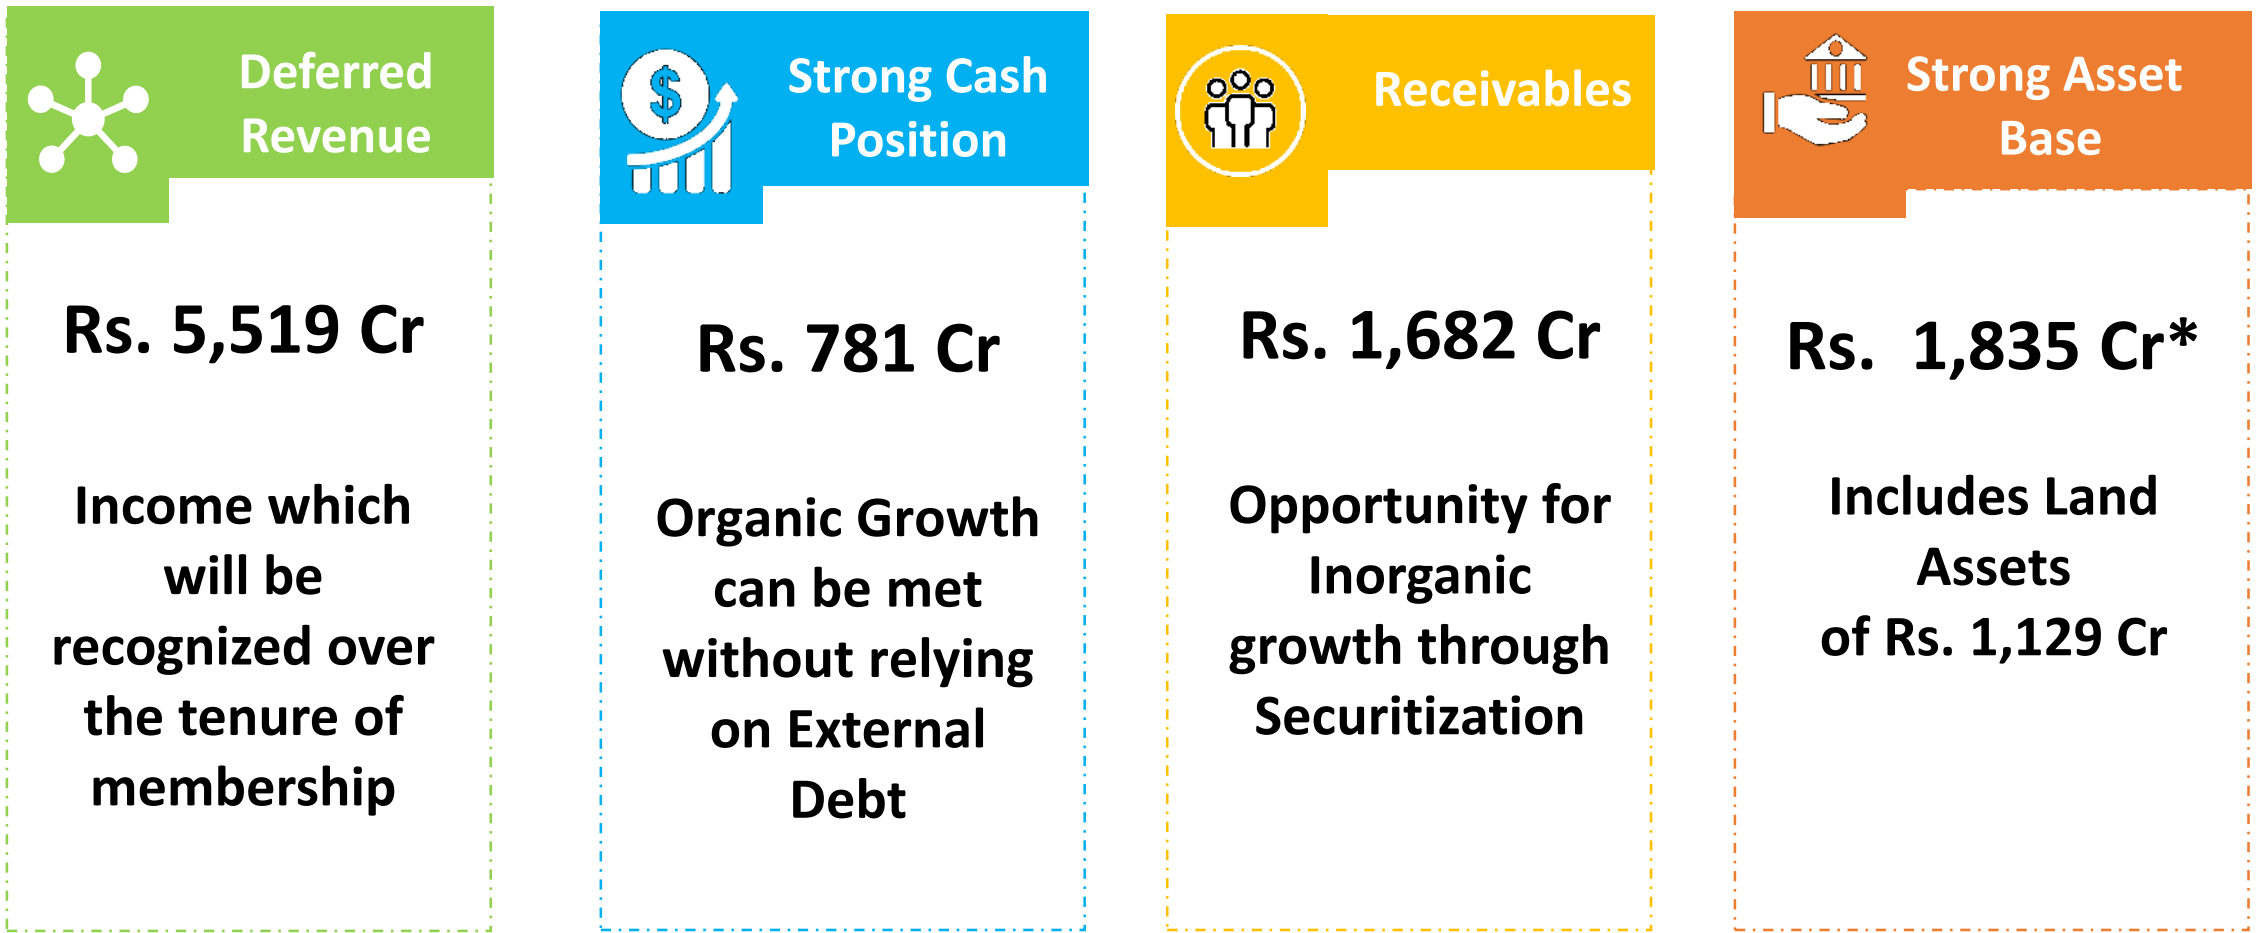 Deferred
Revenue
Rs. 5,519 Cr
Income which
will be
recognized over
the tenure of
membership
$
Strong Cash
Position
Rs. 781 Cr
Organic Growth
can be met
without relying
on External
Debt
Receivables
Rs. 1,682 Cr
Opportunity for
Inorganic
growth through
Securitization
Strong Asset
Base
Rs. 1,835 Cr*
Includes Land
Assets
of Rs. 1,129 Cr